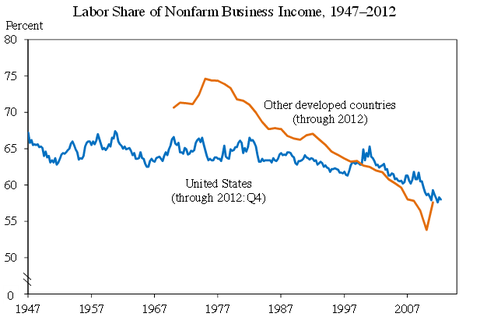 Labor Share of Nonfarm Business Income, 1947–2012
Percent
80
75
70
65
60
55
50
0
Other developed countries
(through 2012)
United States
(through 2012:Q4)
1947
1957
1967
1977
1987
1997
2007